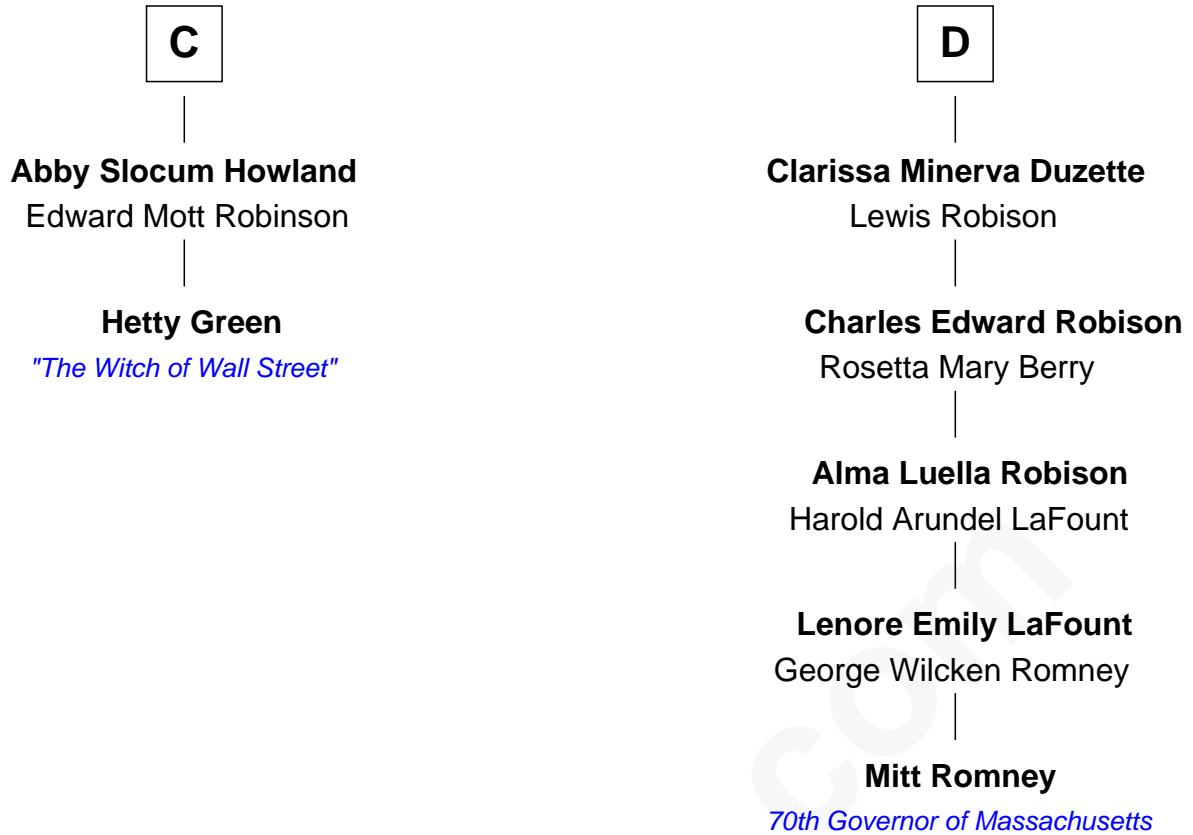 C
Abby Slocum Howland
Edward Mott Robinson
Hetty Green
"The Witch of Wall Street"
D
Clarissa Minerva Duzette
Lewis Robison
Charles Edward Robison
Rosetta Mary Berry
Alma Luella Robison
Harold Arundel LaFount
Lenore Emily LaFount
George Wilcken Romney
Mitt Romney
70th Governor of Massachusetts
com